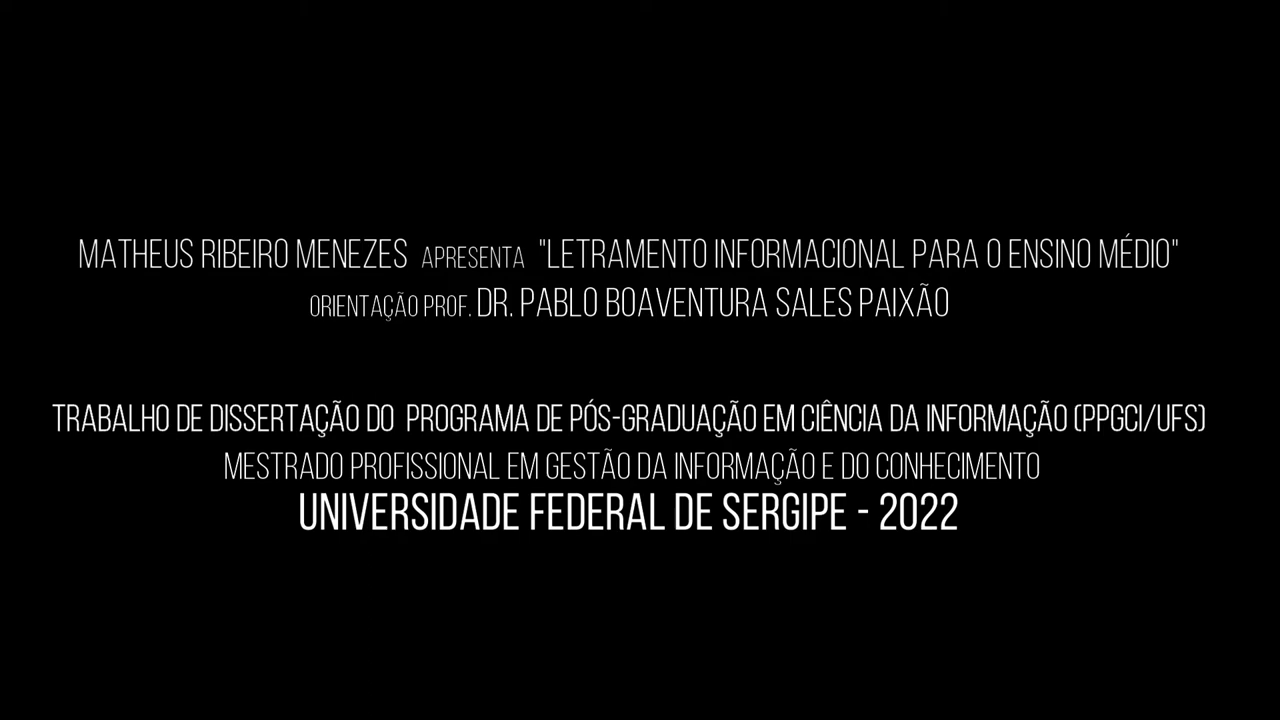 MATHEUS RIBEIRO MENEZES APRESENTA "LETRAMENTO INFORMACIONAL PARA O ENSINO MÉDIO"
ORIENTAÇÃO PROF. DR. PABLO BOAVENTURA SALES PAIXÃO
TRABALHO DE DISSERTAÇÃO DO PROGRAMA DE PÓS-GRADUAÇÃO EM CIÊNCIA DA INFORMAÇÃO (PPGCI/UFS)
MESTRADO PROFISSIONAL EM GESTÃO DA INFORMAÇÃO E DO CONHECIMENTO
UNIVERSIDADE FEDERAL DE SERGIPE - 2022